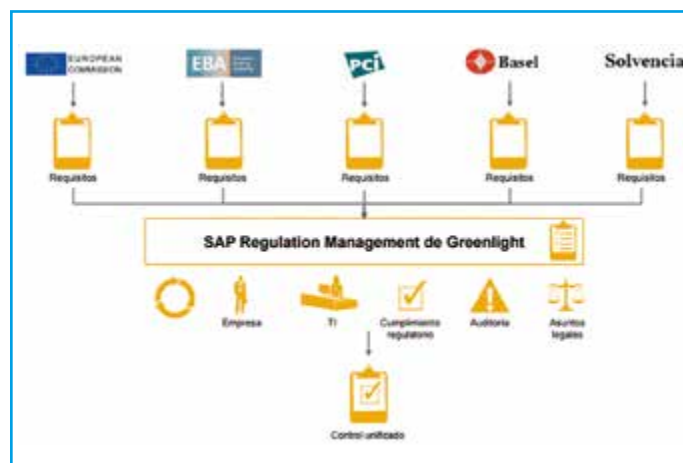 EUROPEAN
COMMISSION
EBA
PCI
Basel
Solvencia
Requisitos
Requisitos
Requisitos
Requisitos
Requisitos
SAP Regulation Management de Greenlight
Empresa
TI
Cumplimiento
regulatorio
Auditoría
Asuntos
legales
Control unificado